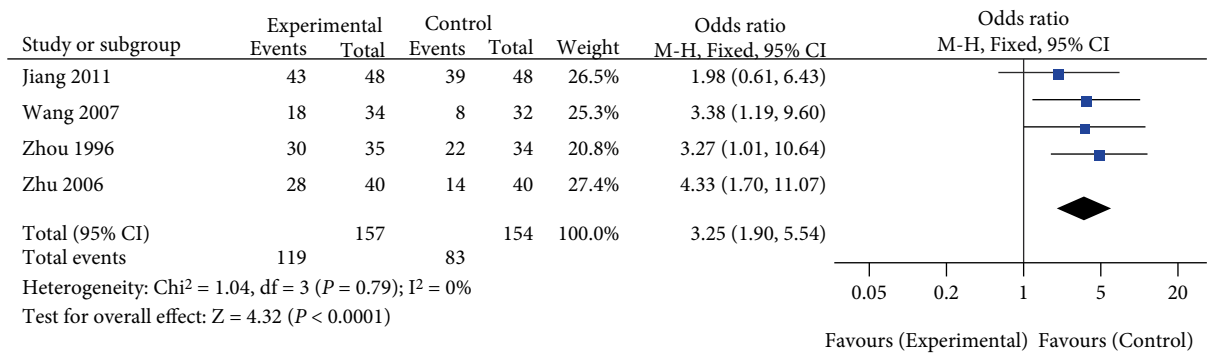 Study or subgroup Experimental Control Weight Odds ratio Odds ratio
Events Total Events Total M-H, Fixed, 95% CI M-H, Fixed, 95% CI
Jiang 2011 43 48 39 48 26.5% 1.98 (0.61, 6.43)
Wang 2007 18 34 8 32 25.3% 3.38 (1.19, 9.60)
Zhou 1996 30 35 22 34 20.8% 3.27 (1.01, 10.64)
Zhu 2006 28 40 14 40 27.4% 4.33 (1.70, 11.07)
Total (95% CI) 157 154 100.0% 3.25 (1.90, 5.54)
Total events 119 83
Heterogeneity: Chi² = 1.04, df = 3 (P = 0.79); I² = 0%
Test for overall effect: Z = 4.32 (P < 0.0001)
0.05 0.2 1 5 20
Favours (Experimental) Favours (Control)